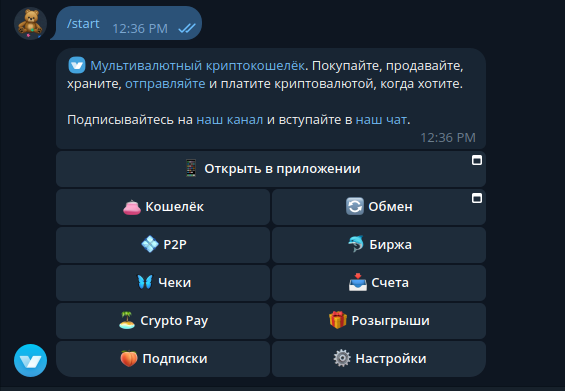 /start 12:36 PM
Мультивалютный криптокошелёк. Покупайте, продавайте,
храните, отправляйте и платите криптовалютой, когда хотите.
Подписывайтесь на наш канал и вступайте в наш чат.
12:36 PM
Открыть в приложении
Кошелёк Обмен
P2P Биржа
Чеки Счета
Crypto Pay Розыгрыши
Подписки Настройки